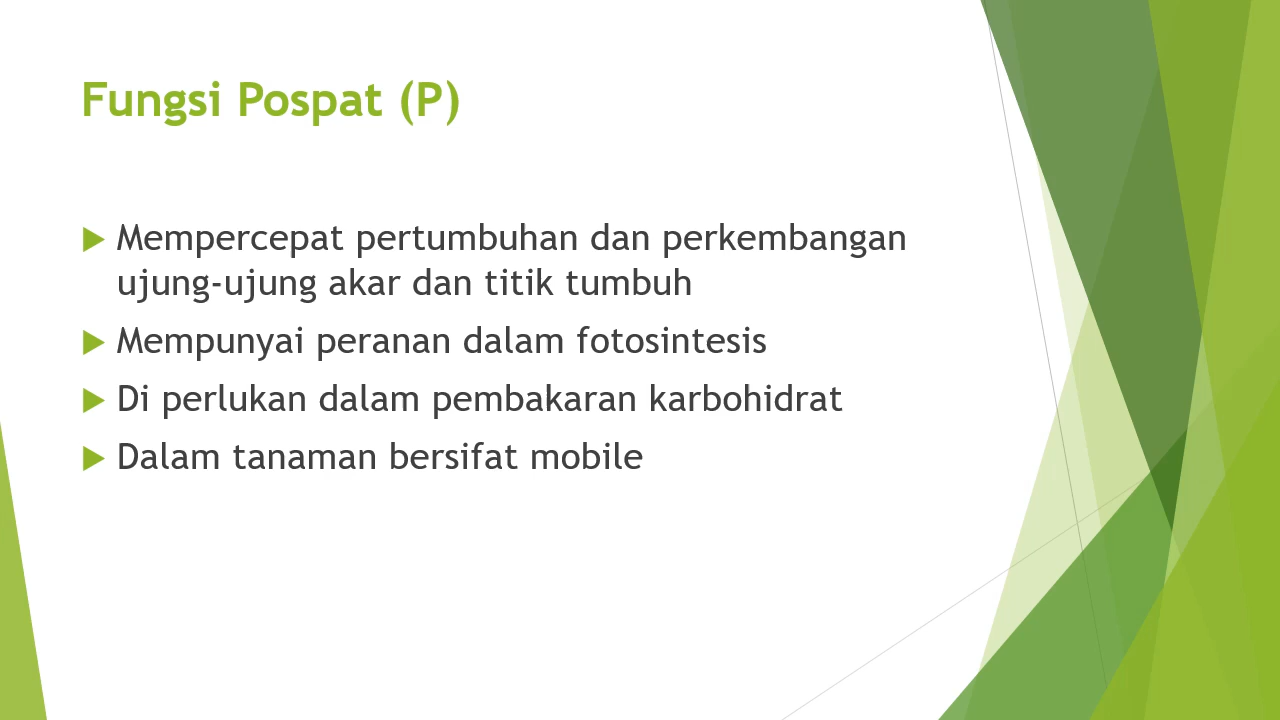 Fungsi Pospat (P)
Mempercepat pertumbuhan dan perkembangan
ujung-ujung akar dan titik tumbuh
Mempunyai peranan dalam fotosintesis
Di perlukan dalam pembakaran karbohidrat
Dalam tanaman bersifat mobile